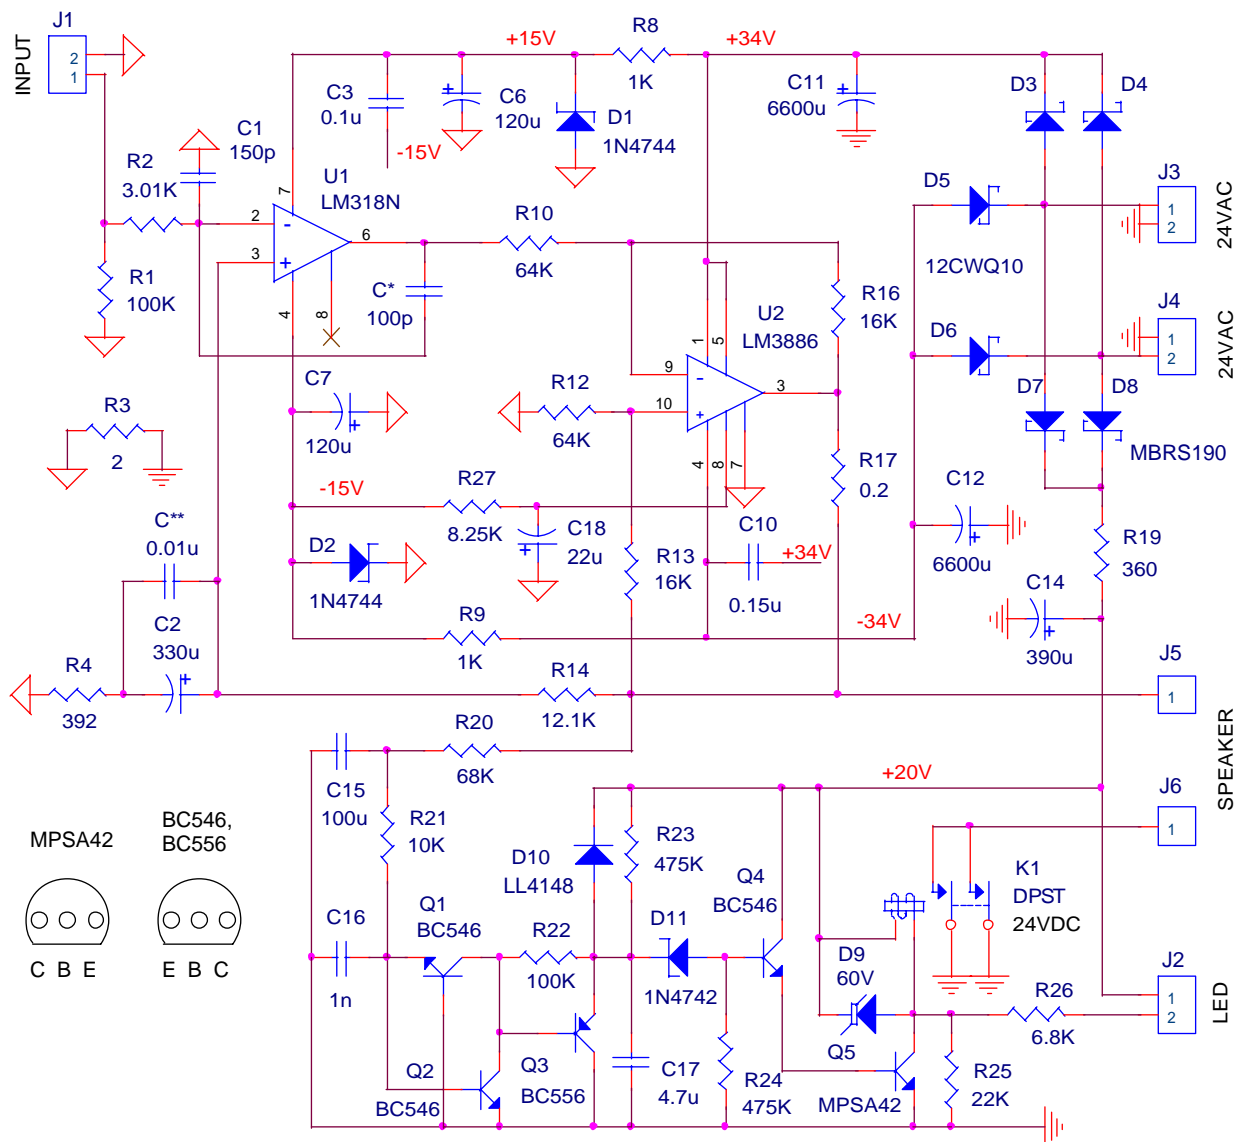 J1
INPUT
2
1
+15V
R8
1K
+34V
C3
0.1u
-15V
C6
120u
D1
1N4744
C11
6600u
D3
D4
C1
150p
R2
3.01K
R1
100K
U1
LM318N
7
2
3
6
4
8
-
+
R10
64K
C*
100p
D5
12CWQ10
D6
J3
1
2
24VAC
J4
1
2
24VAC
R16
16K
U2
LM3886
1
5
9
10
3
4
8
7
-
+
R12
64K
D7
D8
MBRS190
R3
2
C7
120u
-15V
R27
8.25K
C18
22u
R17
0.2
C10
+34V
0.15u
C12
6600u
R19
360
C**
0.01u
D2
1N4744
R13
16K
C2
330u
R9
1K
-34V
C14
390u
R4
392
R14
12.1K
J5
1
R20
68K
SPEAKER
+20V
J6
1
C15
100u
R21
10K
MPSA42
C B E
BC546,
BC556
E B C
D10
LL4148
R23
475K
Q4
BC546
K1
DPST
24VDC
C16
1n
Q1
BC546
R22
100K
D11
1N4742
D9
60V
J2
1
2
LED
R26
6.8K
Q2
BC546
Q3
BC556
C17
4.7u
R24
475K
Q5
MPSA42
R25
22K